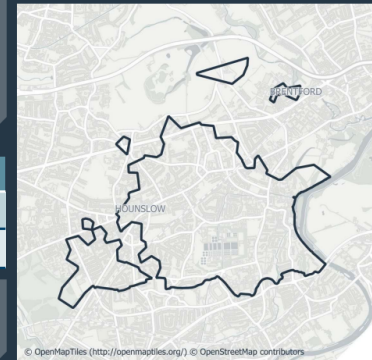 BRENTFORD
HOUNSLOW
© OpenMapTiles (http://openmaptiles.org/) © OpenStreetMap contributors